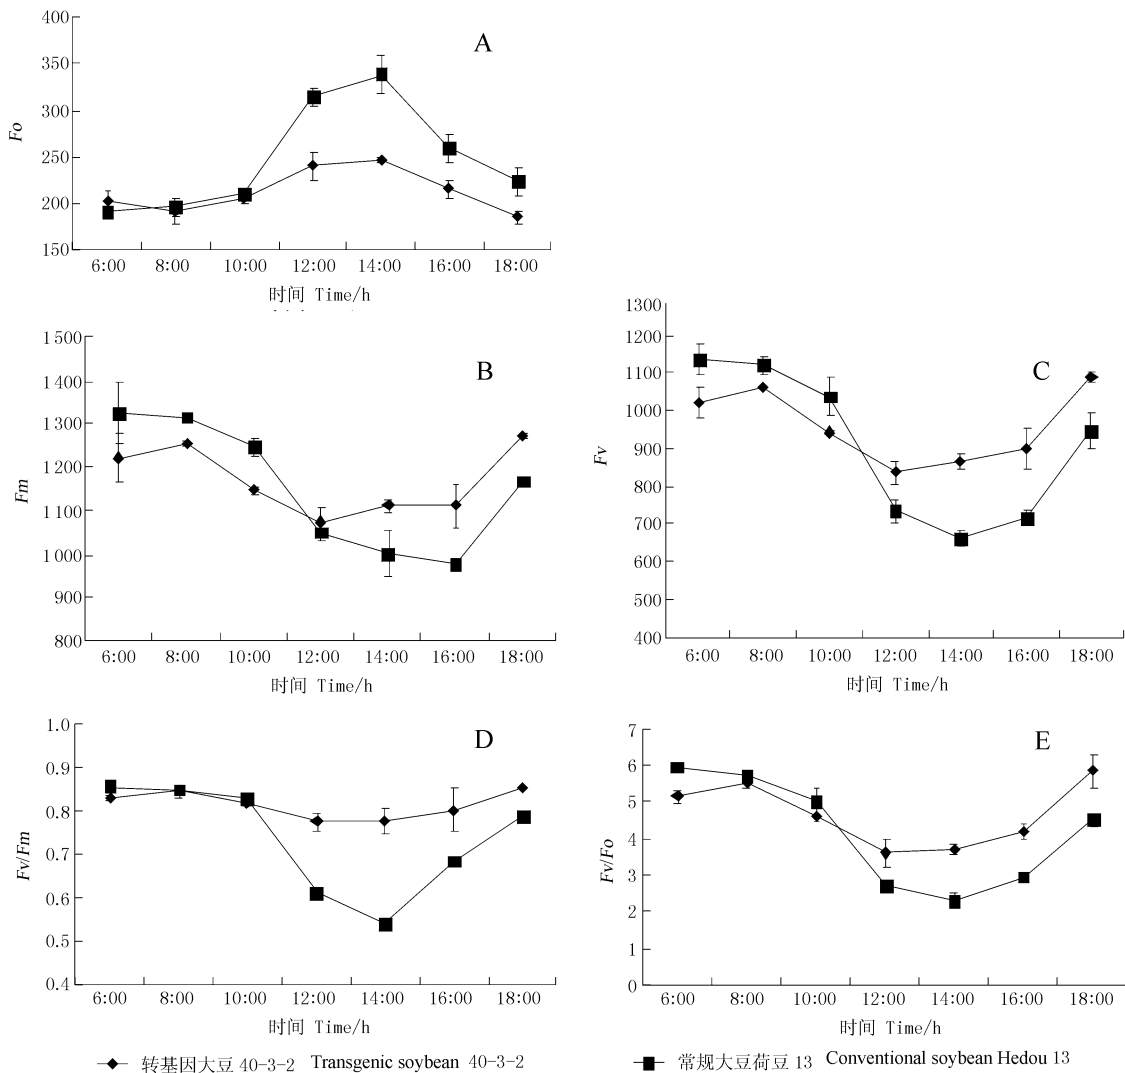 A
Fo
400
350
300
250
200
150
6:00 8:00 10:00 12:00 14:00 16:00 18:00
时间 Time/h
B
Fm
1 500
1 400
1 300
1 200
1 100
1 000
900
800
6:00 8:00 10:00 12:00 14:00 16:00 18:00
时间 Time/h
C
Fv
1300
1200
1100
1000
900
800
700
600
500
400
6:00 8:00 10:00 12:00 14:00 16:00 18:00
时间 Time/h
D
Fv/Fm
1.0
0.9
0.8
0.7
0.6
0.5
0.4
6:00 8:00 10:00 12:00 14:00 16:00 18:00
时间 Time/h
E
Fv/Fo
7
6
5
4
3
2
1
0
6:00 8:00 10:00 12:00 14:00 16:00 18:00
时间 Time/h
转基因大豆 40-3-2 Transgenic soybean 40-3-2
常规大豆荷豆 13 Conventional soybean Hedou 13